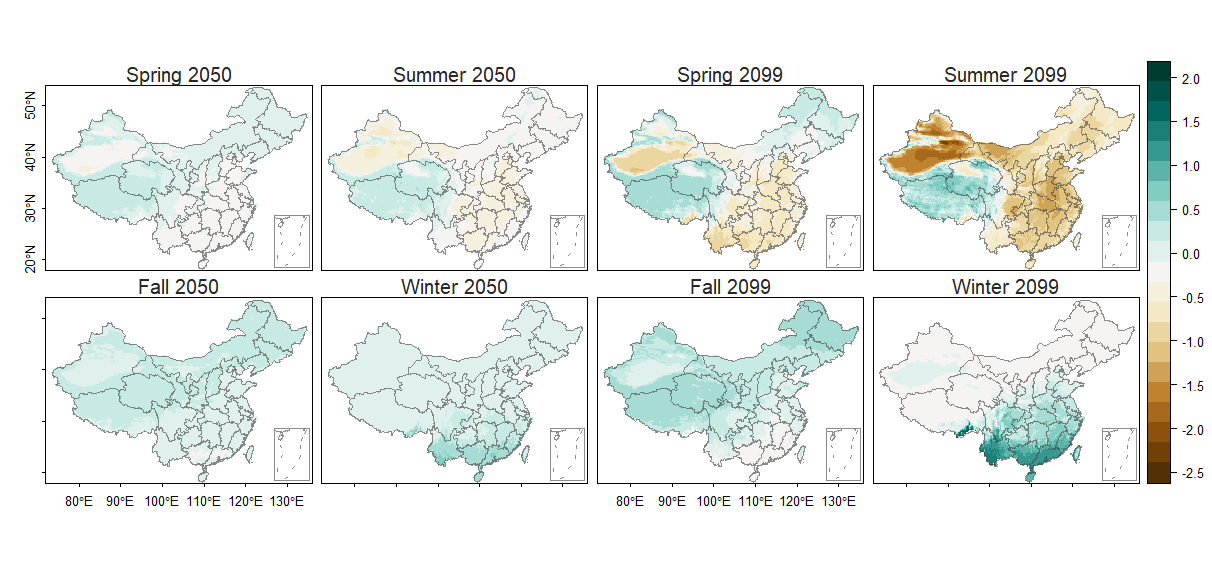 Spring 2050
Summer 2050
Spring 2099
Summer 2099
50°N
40°N
30°N
20°N
Fall 2050
Winter 2050
Fall 2099
Winter 2099
80°E 90°E 100°E 110°E 120°E 130°E
80°E 90°E 100°E 110°E 120°E 130°E
2.0
1.5
1.0
0.5
0.0
-0.5
-1.0
-1.5
-2.0
-2.5